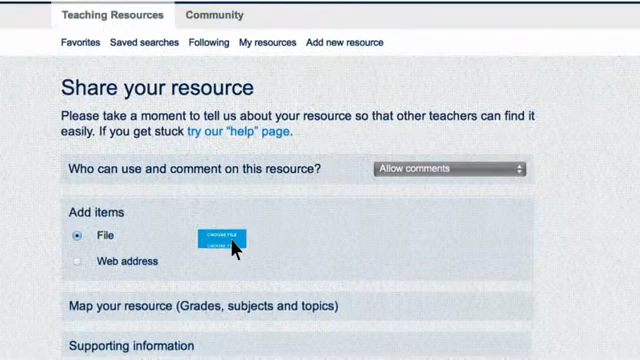 Teaching Resources Community
Favorites Saved searches Following My resources Add new resource
Share your resource
Please take a moment to tell us about your resource so that other teachers can find it
easily. If you get stuck try our "help" page.
Who can use and comment on this resource? Allow comments
Add items
File CHOOSE FILE
Web address
Map your resource (Grades, subjects and topics)
Supporting information